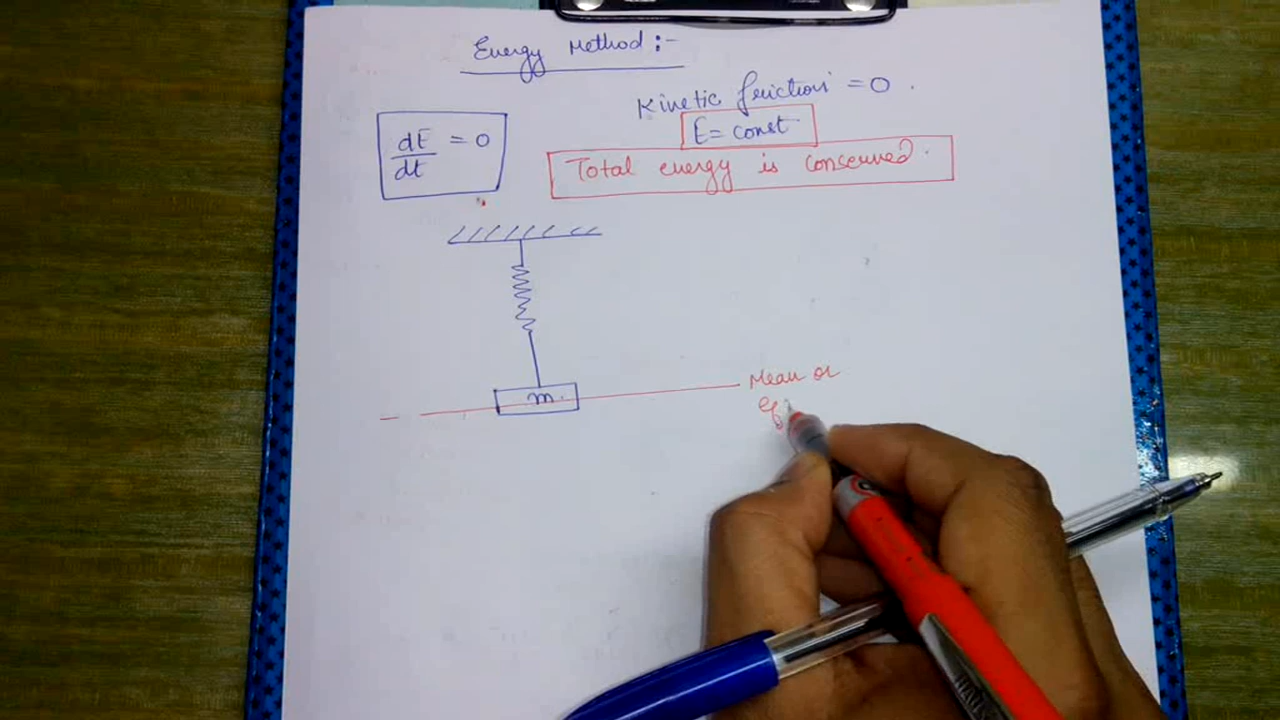 Energy Method :-
Kinetic friction = 0 .
E = const
dE/dt = 0
Total energy is conserved.
m
Mean or